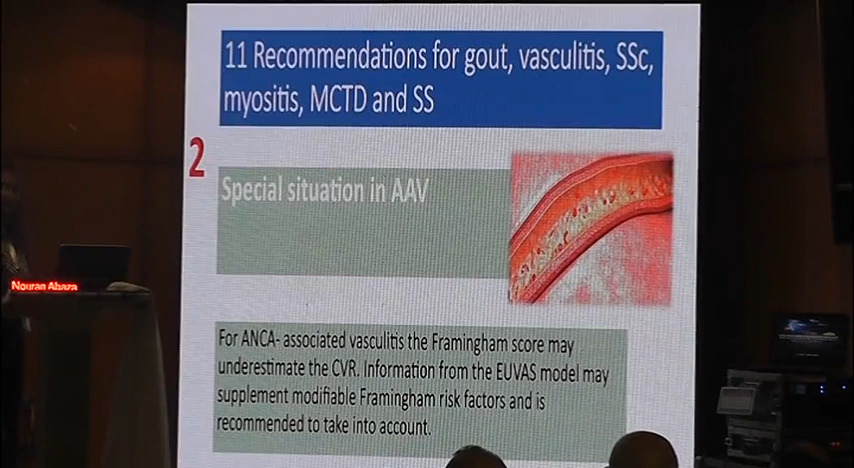 11 Recommendations for gout, vasculitis, SSc,
myositis, MCTD and SS
2
Special situation in AAV
For ANCA- associated vasculitis the Framingham score may
underestimate the CVR. Information from the EUVAS model may
supplement modifiable Framingham risk factors and is
recommended to take into account.
Nouran Abaza